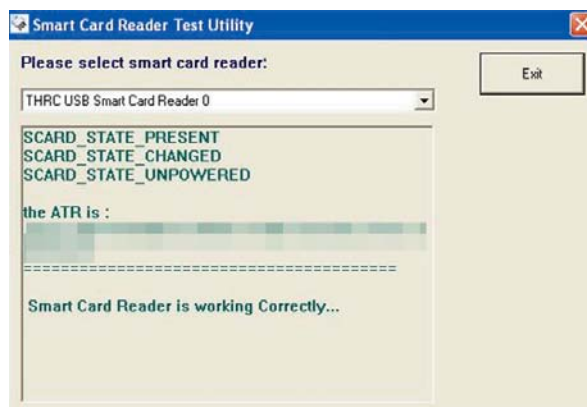 Smart Card Reader Test Utility
Please select smart card reader:
Exit
THRC USB Smart Card Reader 0
SCARD_STATE_PRESENT
SCARD_STATE_CHANGED
SCARD_STATE_UNPOWERED
the ATR is :
========================================
Smart Card Reader is working Correctly...